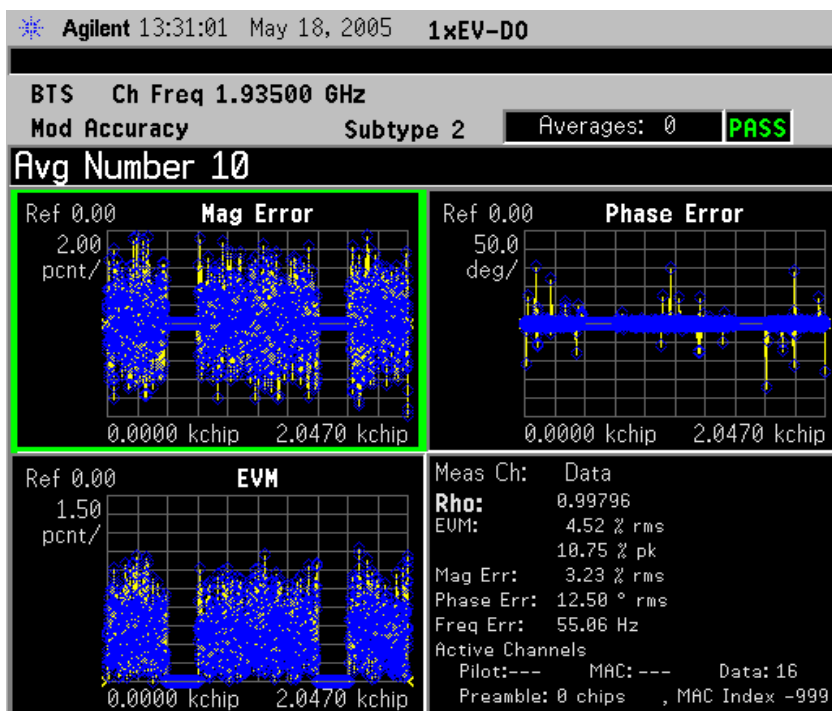 Agilent 13:31:01 May 18, 2005 1xEV-DO
BTS Ch Freq 1.93500 GHz
Mod Accuracy Subtype 2 Averages: 0 PASS
Avg Number 10
Ref 0.00 Mag Error
2.00
pcnt/
0.0000 kchip 2.0470 kchip
Ref 0.00 Phase Error
50.0
deg/
0.0000 kchip 2.0470 kchip
Ref 0.00 EVM
1.50
pcnt/
0.0000 kchip 2.0470 kchip
Meas Ch: Data
Rho: 0.99796
EVM: 4.52 % rms
10.75 % pk
Mag Err: 3.23 % rms
Phase Err: 12.50 ° rms
Freq Err: 55.06 Hz
Active Channels
Pilot:--- MAC:--- Data:16
Preamble: 0 chips , MAC Index -999